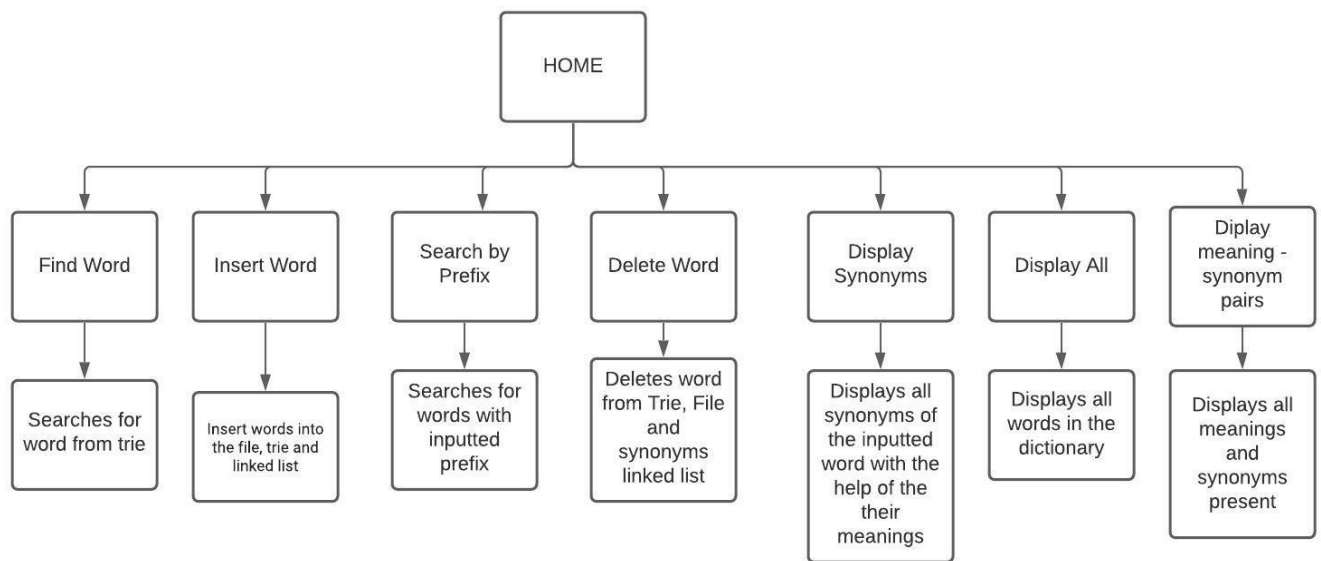 HOME
Find Word
Insert Word
Search by
Prefix
Delete Word
Display
Synonyms
Display All
Diplay
meaning -
synonym
pairs
Searches for
word from trie
Insert words into
the file, trie and
linked list
Searches for
words with
inputted
prefix
Deletes word
from Trie, File
and
synonyms
linked list
Displays all
synonyms of
the inputted
word with the
help of the
their
meanings
Displays all
words in the
dictionary
Displays all
meanings
and
synonyms
present